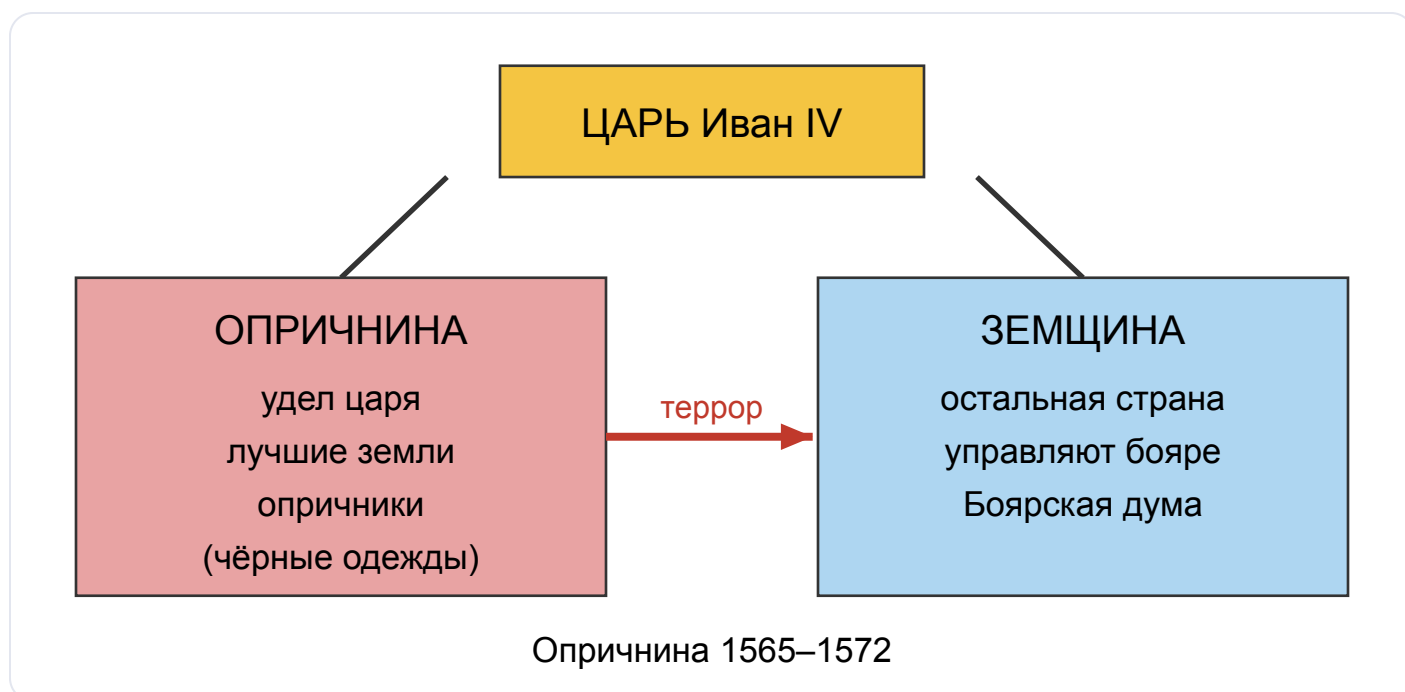 ЦАРЬ Иван IV
ОПРИЧНИНА
удел царя
лучшие земли
опричники
(чёрные одежды)
террор
ЗЕМЩИНА
остальная страна
управляют бояре
Боярская дума
Опричнина 1565–1572